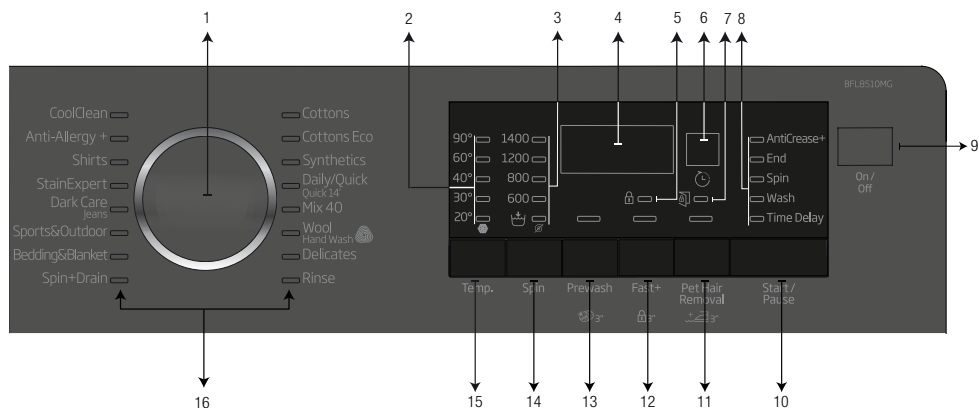 1
2
3
4
5
6
7
8
BFLB510MG
CoolClean
Anti-Allergy +
Shirts
StainExpert
Dark Care
Jeans
Sports&Outdoor
Bedding&Blanket
Spin+Drain
Cottons
Cottons Eco
Synthetics
Daily/Quick
Quick 14'
Mix 40
Wool
Hand Wash
Delicates
Rinse
90°
60°
40°
30°
20°
1400
1200
800
600
AntiCrease+
End
Spin
Wash
Time Delay
On /
Off
9
Temp.
Spin
Prewash
3"
Fast+
3"
Pet Hair
Removal
+ 3"
Start /
Pause
16
15
14
13
12
11
10